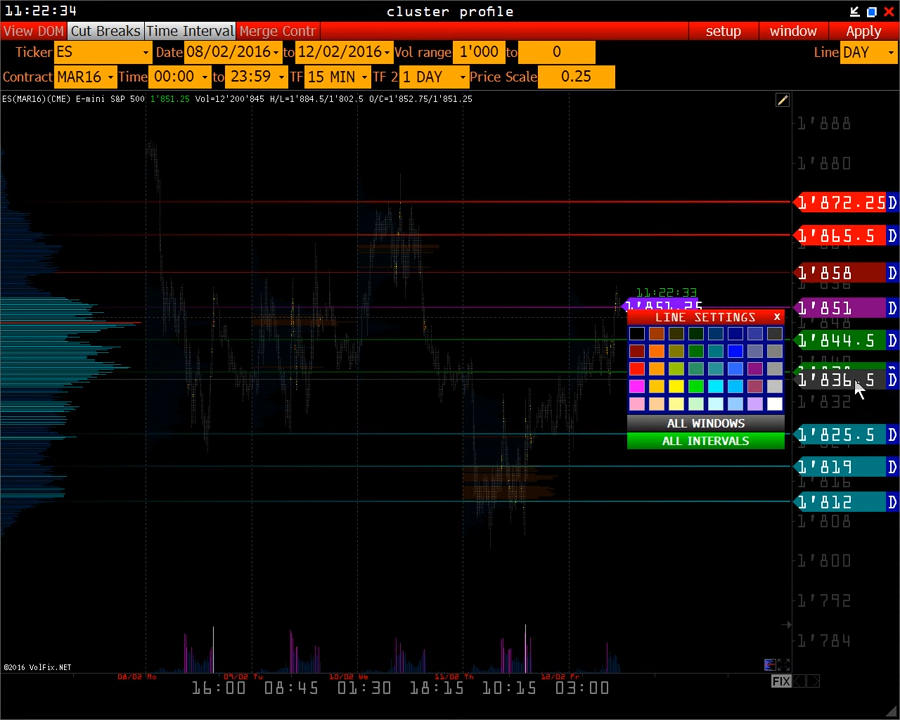 11:22:34
cluster profile
View DOM Cut Breaks Time Interval Merge Contr setup window Apply
Ticker ES Date 08/02/2016 to 12/02/2016 Vol range 1'000 to 0 Line DAY
Contract MAR16 Time 00:00 to 23:59 TF 15 MIN TF 2 1 DAY Price Scale 0.25
ES(MAR16)(CME) E-mini S&P 500 1'851.25 Vol=12'200'845 H/L=1'884.5/1'802.5 O/C=1'852.75/1'851.25
1'888
1'880
1'872.25 D
1'865.5 D
1'858 D
11:22:33
1'851.25
1'851 D
LINE SETTINGS x
1'844.5 D
1'836.5 D
1'832
ALL WINDOWS
1'825.5 D
ALL INTERVALS
1'819 D
1'816
1'812 D
1'808
1'800
1'792
1'784
©2016 VolFix.NET
08/02 Mo 09/02 Tu 10/02 We 11/02 Th 12/02 Fr
FIX
16:00 08:45 01:30 18:15 10:15 03:00